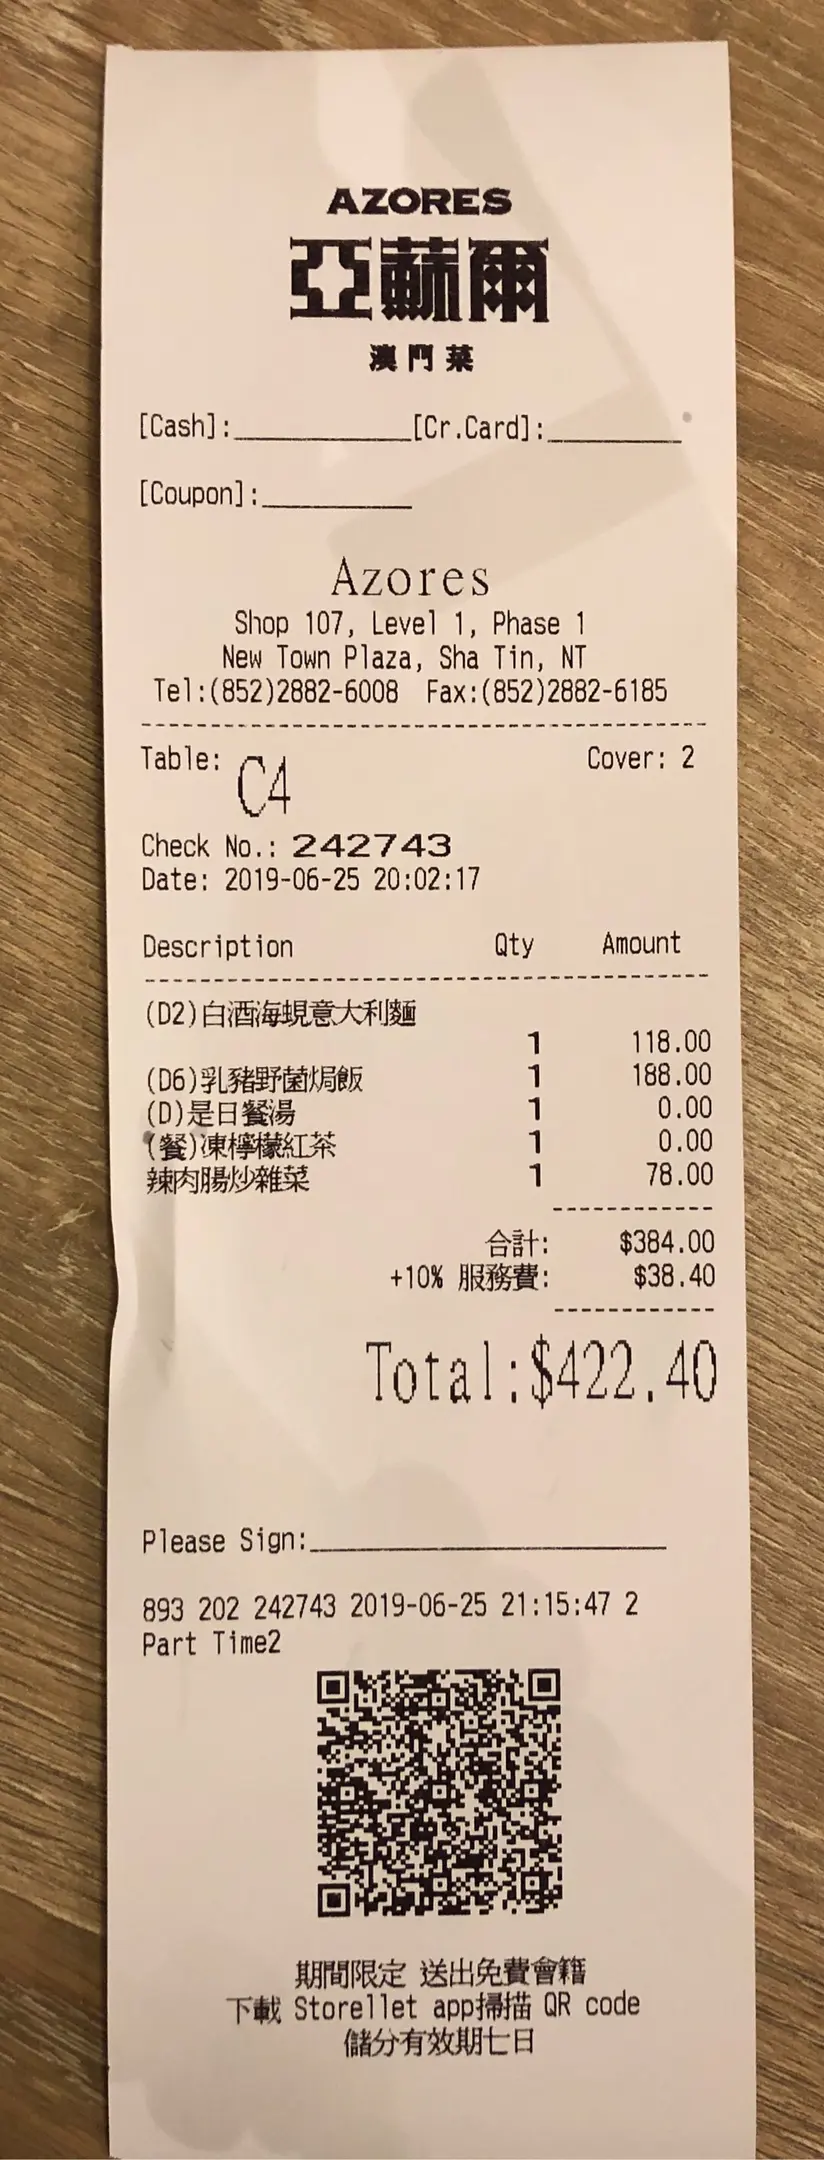 AZORES
亞蘇爾
澳門菜
[Cash]:____________[Cr.Card]:_________
[Coupon]:__________
Azores
Shop 107, Level 1, Phase 1
New Town Plaza, Sha Tin, NT
Tel:(852)2882-6008 Fax:(852)2882-6185
Table: C4 Cover: 2
Check No.: 242743
Date: 2019-06-25 20:02:17
Description Qty Amount
(D2)白酒海蜆意大利麵
1 118.00
(D6)乳豬野菌焗飯 1 188.00
(D)是日餐湯 1 0.00
(餐)凍檸檬紅茶 1 0.00
辣肉腸炒雜菜 1 78.00
合計: $384.00
+10% 服務費: $38.40
Total:$422.40
Please Sign:________________________
893 202 242743 2019-06-25 21:15:47 2
Part Time2
期間限定 送出免費會籍
下載 Storellet app掃描 QR code
儲分有效期七日